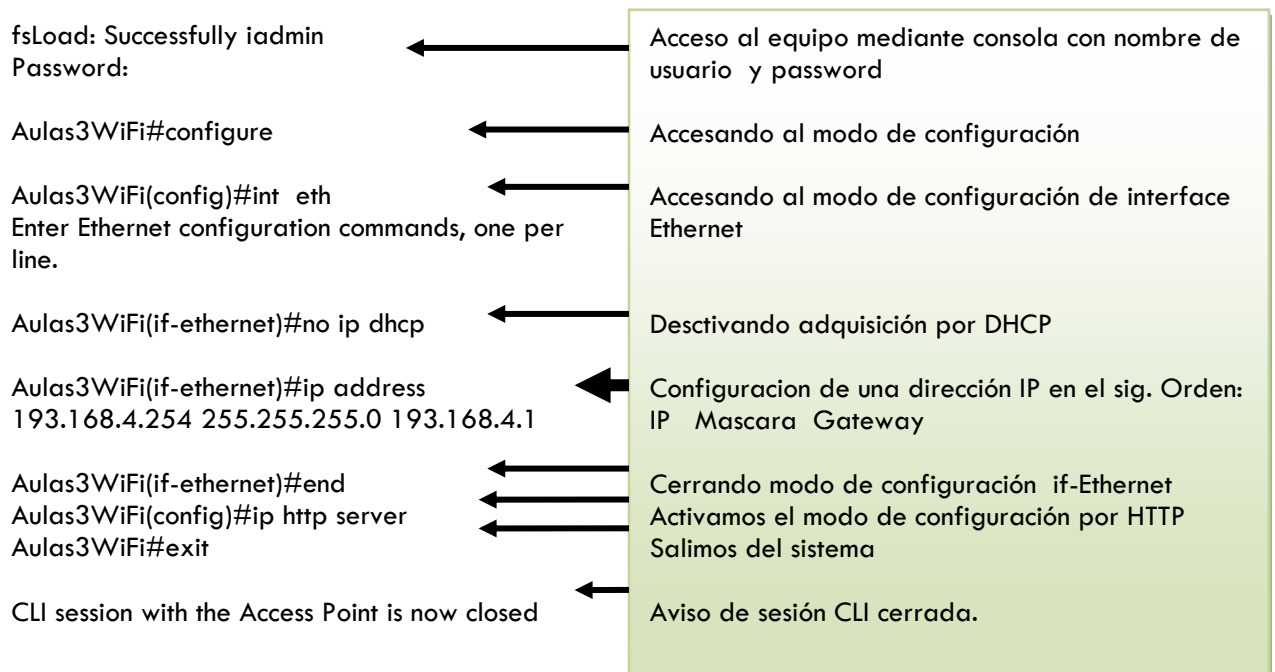 fsLoad: Successfully iadmin
Password:
Aulas3WiFi#configure
Aulas3WiFi(config)#int eth
Enter Ethernet configuration commands, one per
line.
Aulas3WiFi(if-ethernet)#no ip dhcp
Aulas3WiFi(if-ethernet)#ip address
193.168.4.254 255.255.255.0 193.168.4.1
Aulas3WiFi(if-ethernet)#end
Aulas3WiFi(config)#ip http server
Aulas3WiFi#exit
CLI session with the Access Point is now closed
Acceso al equipo mediante consola con nombre de
usuario y password
Accesando al modo de configuración
Accesando al modo de configuración de interface
Ethernet
Desctivando adquisición por DHCP
Configuracion de una dirección IP en el sig. Orden:
IP Mascara Gateway
Cerrando modo de configuración if-Ethernet
Activamos el modo de configuración por HTTP
Salimos del sistema
Aviso de sesión CLI cerrada.